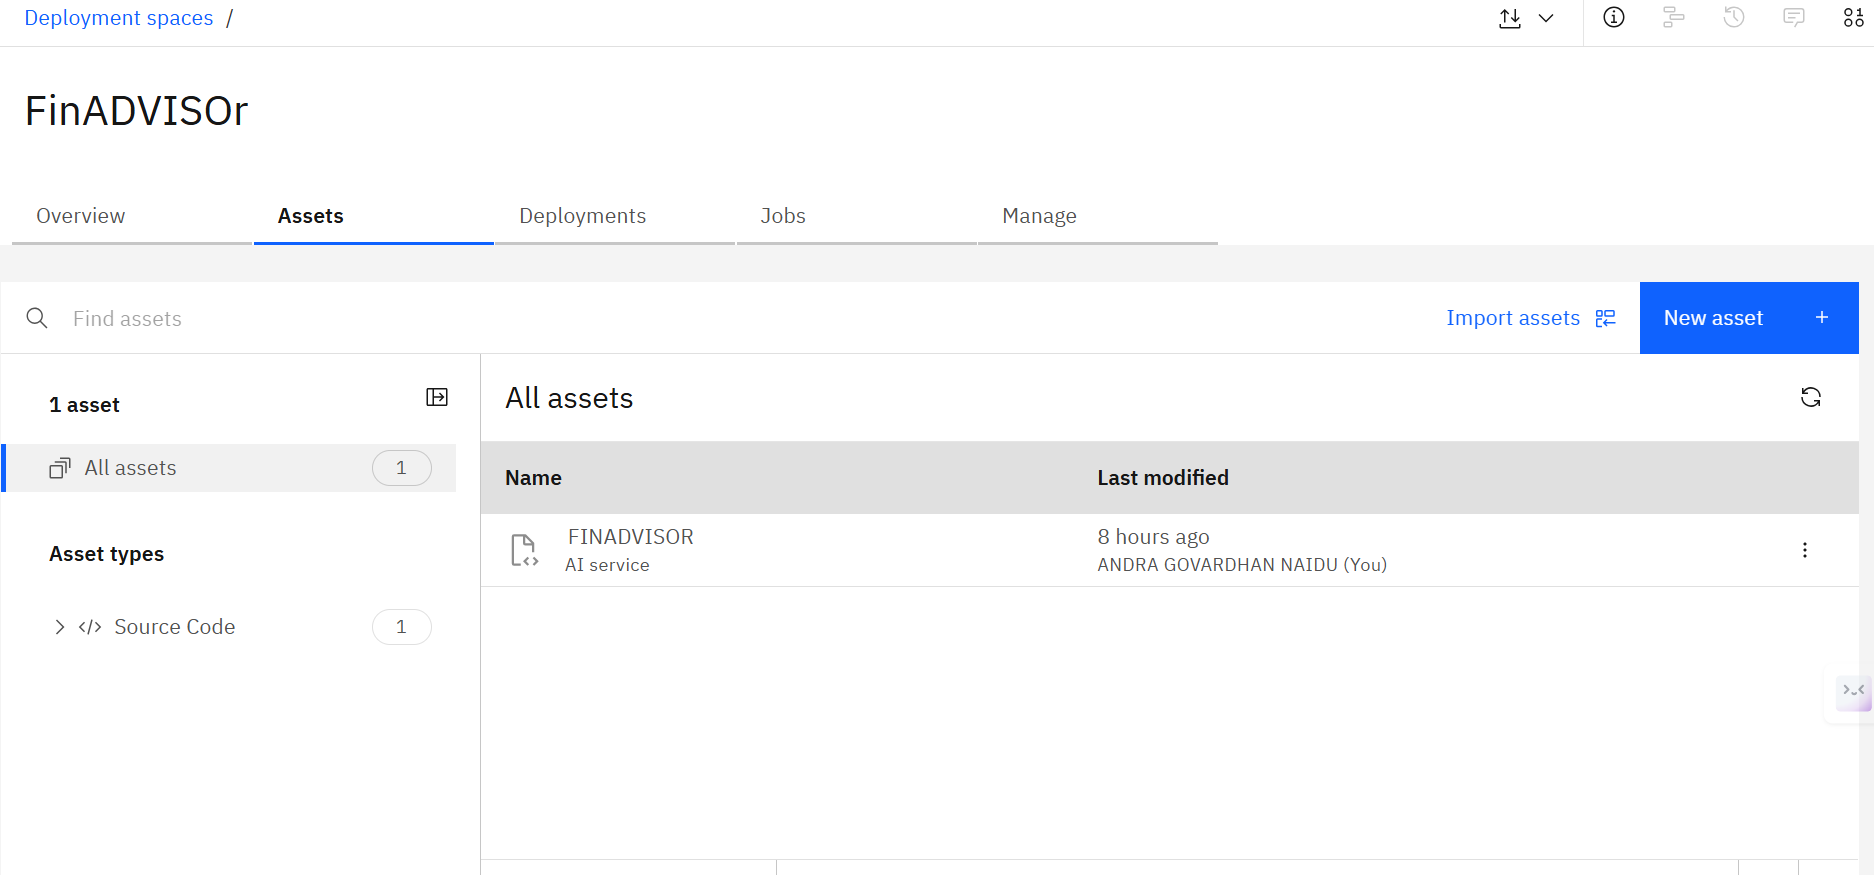 Deployment spaces /
FinADVISOr
Overview
Assets
Deployments
Jobs
Manage
Find assets
Import assets
New asset +
1 asset
All assets
Name
Last modified
All assets 1
FINADVISOR
8 hours ago
AI service
ANDRA GOVARDHAN NAIDU (You)
Asset types
Source Code 1